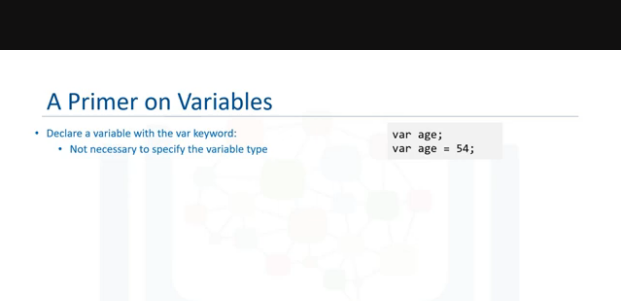 A Primer on Variables
• Declare a variable with the var keyword:
• Not necessary to specify the variable type
var age;
var age = 54;